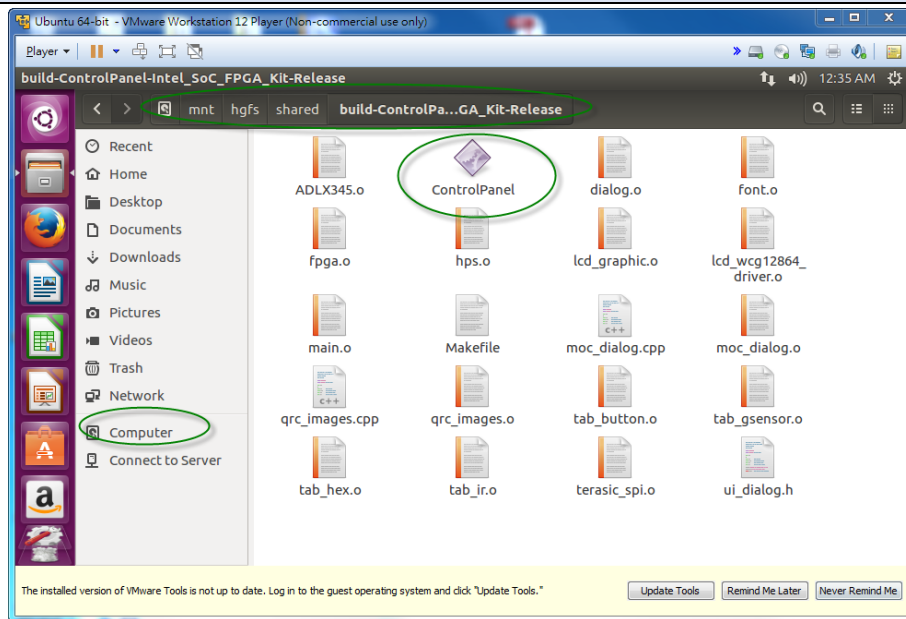 Ubuntu 64-bit - VMware Workstation 12 Player (Non-commercial use only)
Player
build-ControlPanel-Intel_SoC_FPGA_Kit-Release
12:35 AM
mnt hgfs shared build-ControlPa...GA_Kit-Release
Recent
Home
Desktop
Documents
Downloads
Music
Pictures
Videos
Trash
Network
Computer
Connect to Server
ADLX345.o
ControlPanel
dialog.o
font.o
fpga.o
hps.o
lcd_graphic.o
lcd_wcg12864_
driver.o
main.o
Makefile
C++
moc_dialog.cpp
moc_dialog.o
C++
qrc_images.cpp
qrc_images.o
tab_button.o
tab_gsensor.o
tab_hex.o
tab_ir.o
terasic_spi.o
ui_dialog.h
A
a
The installed version of VMware Tools is not up to date. Log in to the guest operating system and click "Update Tools."
Update Tools
Remind Me Later
Never Remind Me